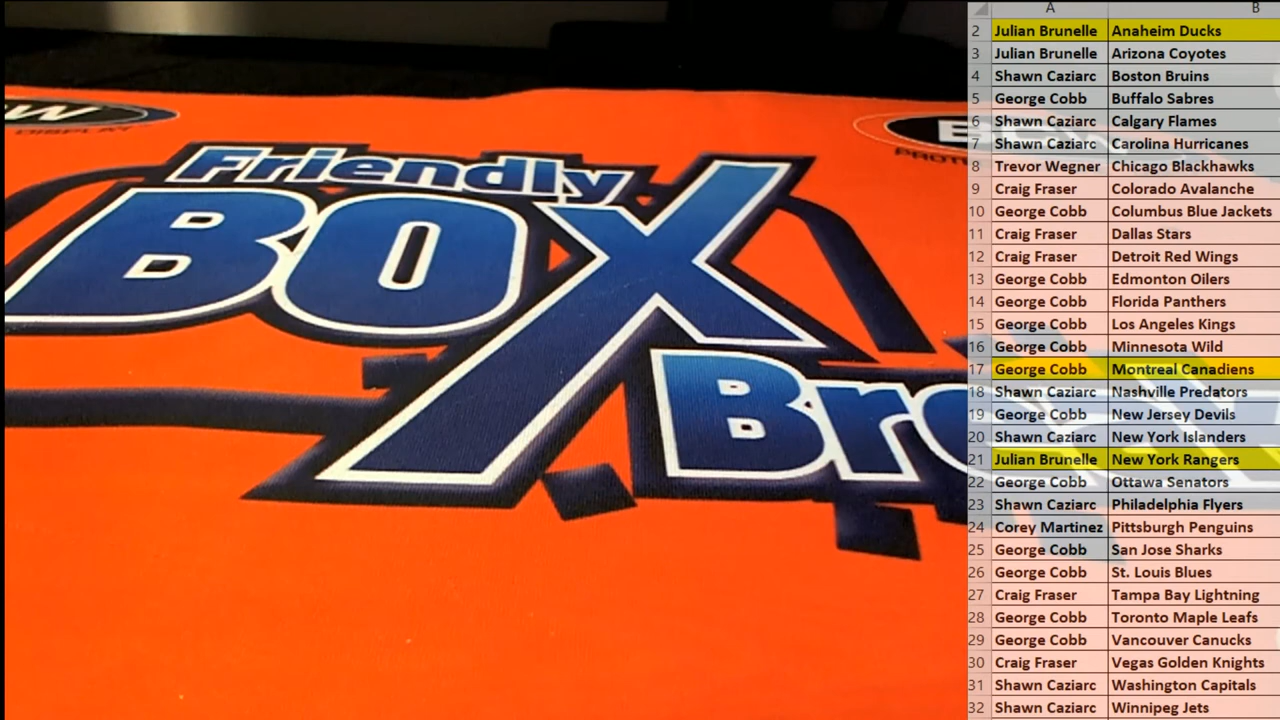 W
DISPLAY
Friendly
BOX
Bre
A B
2 Julian Brunelle Anaheim Ducks
3 Julian Brunelle Arizona Coyotes
4 Shawn Caziarc Boston Bruins
5 George Cobb Buffalo Sabres
6 Shawn Caziarc Calgary Flames
7 Shawn Caziarc Carolina Hurricanes
8 Trevor Wegner Chicago Blackhawks
9 Craig Fraser Colorado Avalanche
10 George Cobb Columbus Blue Jackets
11 Craig Fraser Dallas Stars
12 Craig Fraser Detroit Red Wings
13 George Cobb Edmonton Oilers
14 George Cobb Florida Panthers
15 George Cobb Los Angeles Kings
16 George Cobb Minnesota Wild
17 George Cobb Montreal Canadiens
18 Shawn Caziarc Nashville Predators
19 George Cobb New Jersey Devils
20 Shawn Caziarc New York Islanders
21 Julian Brunelle New York Rangers
22 George Cobb Ottawa Senators
23 Shawn Caziarc Philadelphia Flyers
24 Corey Martinez Pittsburgh Penguins
25 George Cobb San Jose Sharks
26 George Cobb St. Louis Blues
27 Craig Fraser Tampa Bay Lightning
28 George Cobb Toronto Maple Leafs
29 George Cobb Vancouver Canucks
30 Craig Fraser Vegas Golden Knights
31 Shawn Caziarc Washington Capitals
32 Shawn Caziarc Winnipeg Jets